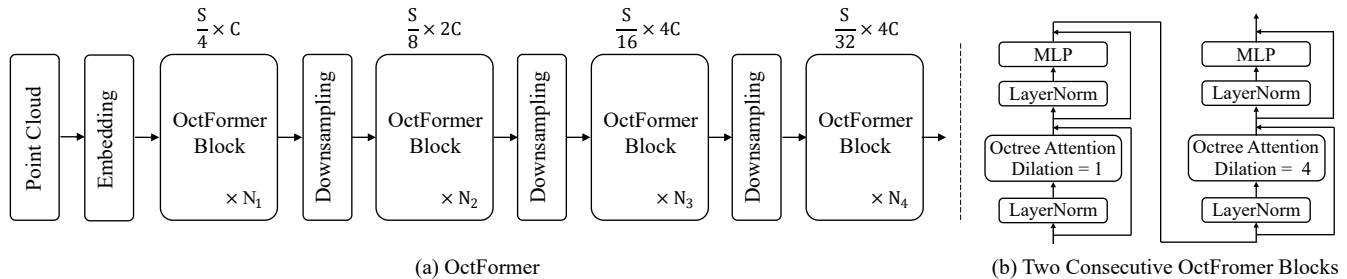 S/4 × C
S/8 × 2C
S/16 × 4C
S/32 × 4C
Point Cloud
Embedding
OctFormer
Block
× N₁
Downsampling
OctFormer
Block
× N₂
Downsampling
OctFormer
Block
× N₃
Downsampling
OctFormer
Block
× N₄
(a) OctFormer
MLP
LayerNorm
Octree Attention
Dilation = 1
LayerNorm
MLP
LayerNorm
Octree Attention
Dilation = 4
LayerNorm
(b) Two Consecutive OctFromer Blocks